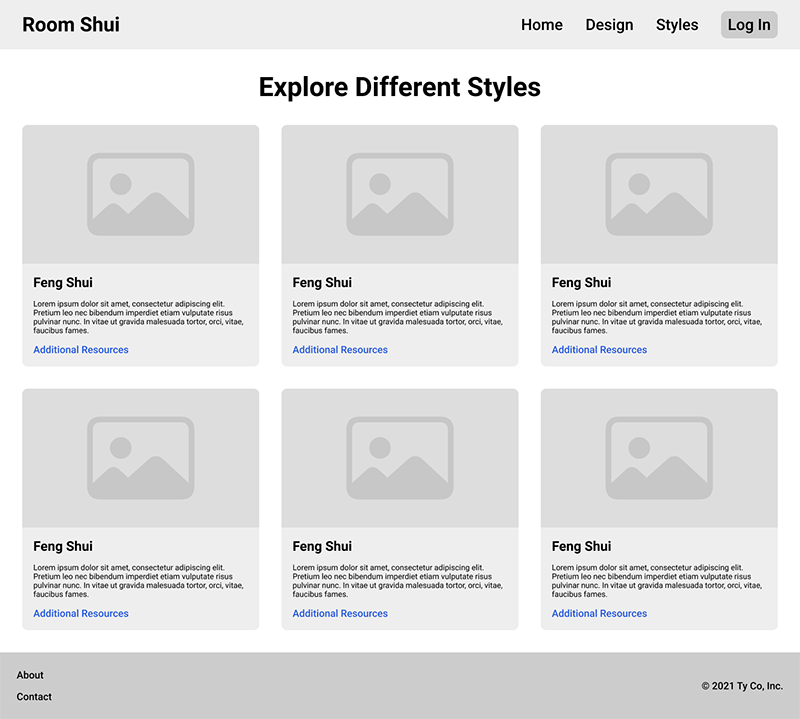 Room Shui
Home Design Styles Log In
Explore Different Styles
Feng Shui
Lorem ipsum dolor sit amet, consectetur adipiscing elit.
Pretium leo nec bibendum imperdiet etiam vulputate risus
pulvinar nunc. In vitae ut gravida malesuada tortor, orci, vitae,
faucibus fames.
Additional Resources
Feng Shui
Lorem ipsum dolor sit amet, consectetur adipiscing elit.
Pretium leo nec bibendum imperdiet etiam vulputate risus
pulvinar nunc. In vitae ut gravida malesuada tortor, orci, vitae,
faucibus fames.
Additional Resources
Feng Shui
Lorem ipsum dolor sit amet, consectetur adipiscing elit.
Pretium leo nec bibendum imperdiet etiam vulputate risus
pulvinar nunc. In vitae ut gravida malesuada tortor, orci, vitae,
faucibus fames.
Additional Resources
Feng Shui
Lorem ipsum dolor sit amet, consectetur adipiscing elit.
Pretium leo nec bibendum imperdiet etiam vulputate risus
pulvinar nunc. In vitae ut gravida malesuada tortor, orci, vitae,
faucibus fames.
Additional Resources
Feng Shui
Lorem ipsum dolor sit amet, consectetur adipiscing elit.
Pretium leo nec bibendum imperdiet etiam vulputate risus
pulvinar nunc. In vitae ut gravida malesuada tortor, orci, vitae,
faucibus fames.
Additional Resources
Feng Shui
Lorem ipsum dolor sit amet, consectetur adipiscing elit.
Pretium leo nec bibendum imperdiet etiam vulputate risus
pulvinar nunc. In vitae ut gravida malesuada tortor, orci, vitae,
faucibus fames.
Additional Resources
About
Contact
© 2021 Ty Co, Inc.